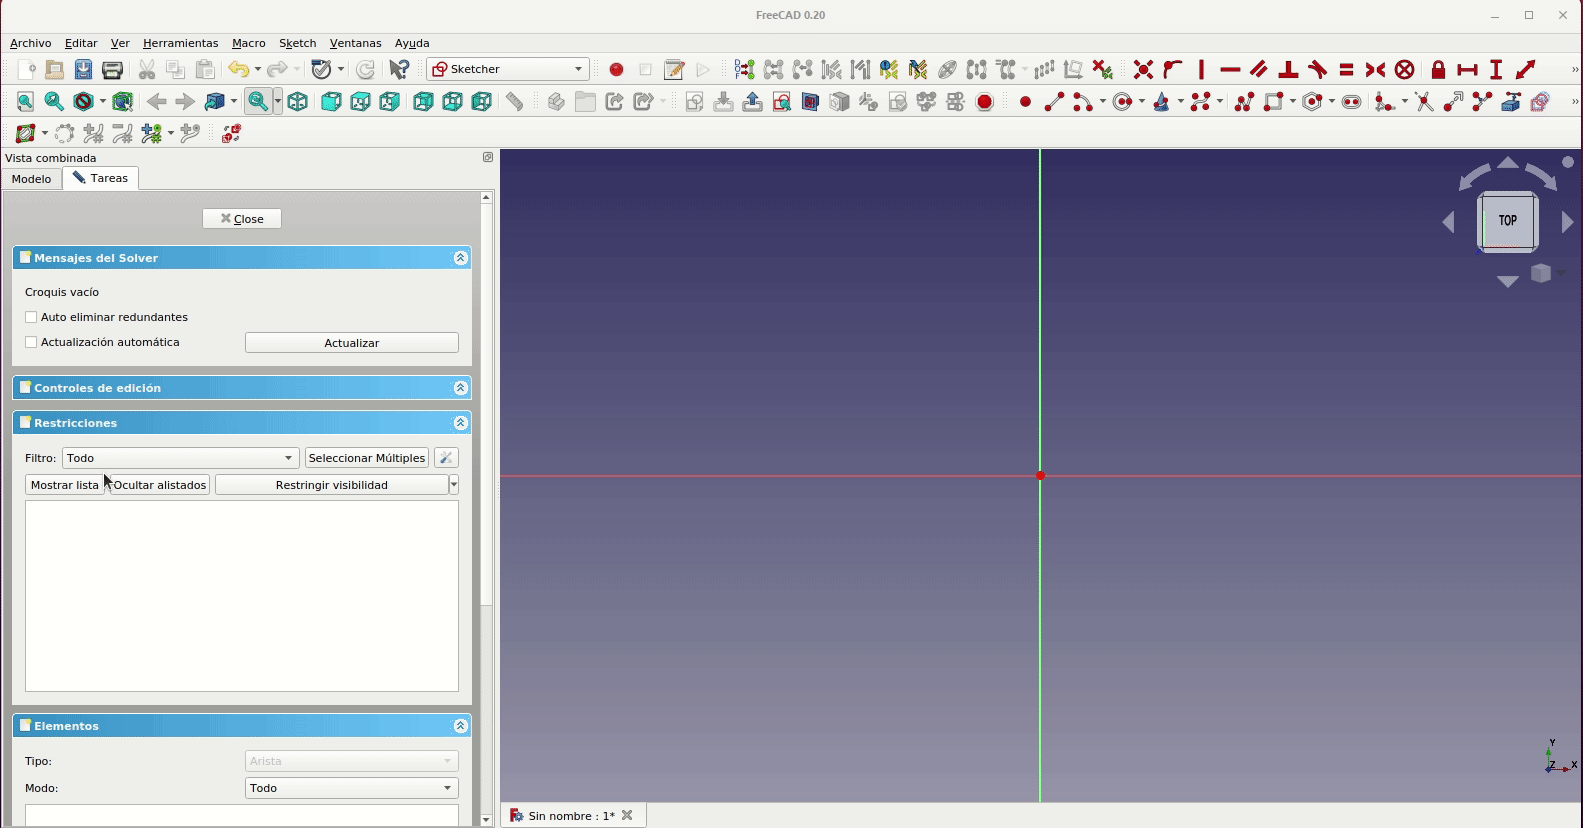 FreeCAD 0.20
Archivo Editar Ver Herramientas Macro Sketch Ventanas Ayuda
Sketcher
Vista combinada
Modelo Tareas
Close
Mensajes del Solver
Croquis vacío
Auto eliminar redundantes
Actualización automática Actualizar
Controles de edición
Restricciones
Filtro: Todo Seleccionar Múltiples
Mostrar lista Ocultar alistados Restringir visibilidad
Elementos
Tipo: Arista
Modo: Todo
TOP
Y
Z X
Sin nombre : 1*